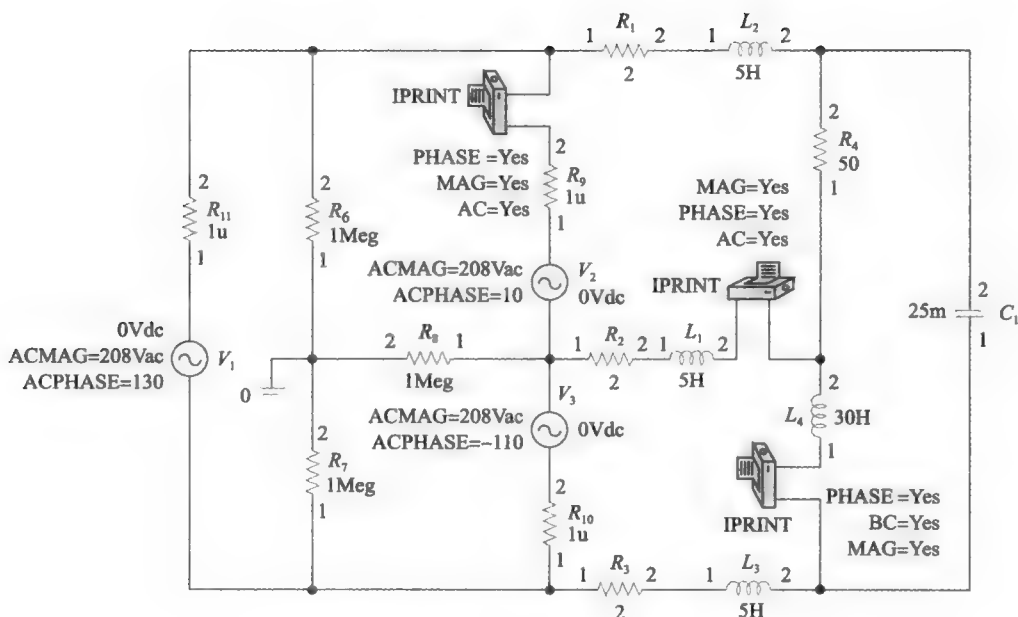 R1
1 2
2
L2
1 2
5H
IPRINT
PHASE =Yes
MAG=Yes
AC=Yes
2
R9
1u
1
2
R4
50
1
MAG=Yes
PHASE=Yes
AC=Yes
IPRINT
2
R11
1u
1
2
R6
1Meg
1
ACMAG=208Vac
ACPHASE=10
V2
0Vdc
0Vdc
ACMAG=208Vac
ACPHASE=130
V1
25m
2
C1
1
0
2 R8 1
1Meg
1 R2
2
L1
1 2
5H
V3
ACMAG=208Vac
ACPHASE=−110
0Vdc
2
L4
30H
1
2
R7
1Meg
1
2
R10
1u
1
IPRINT
PHASE =Yes
BC=Yes
MAG=Yes
R3
1 2
2
L3
1 2
5H